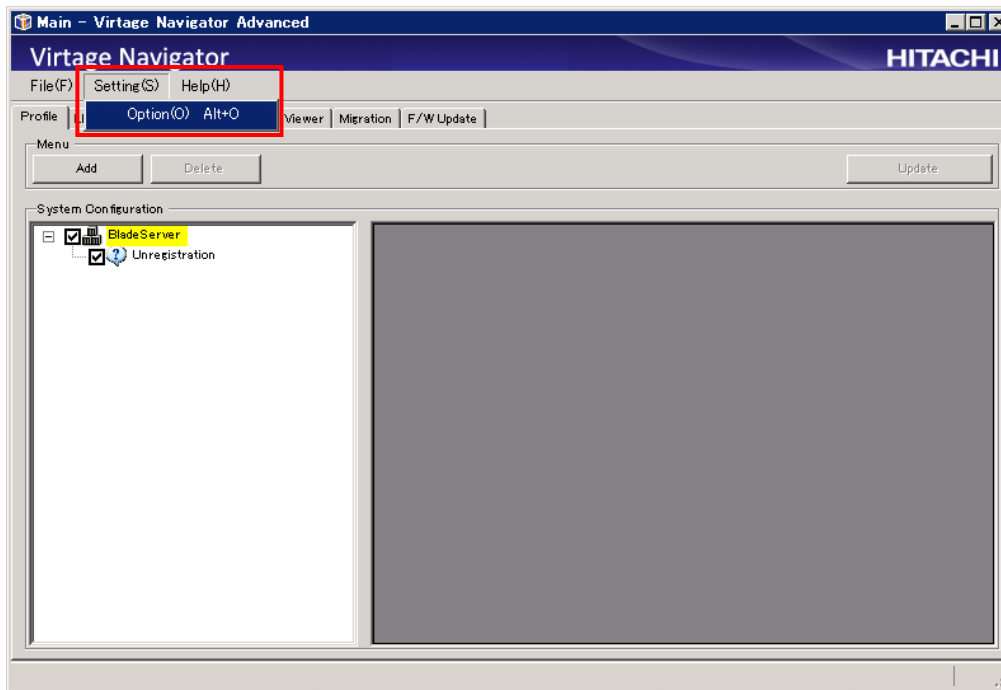 Main - Virtage Navigator Advanced
Virtage Navigator
HITACHI
File(F) Setting(S) Help(H)
Option(O) Alt+O
Profile Viewer Migration F/W Update
Menu
Add Delete Update
System Configuration
BladeServer
Unregistration